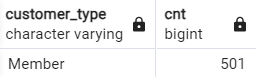 customer_type cnt
character varying bigint
Member 501